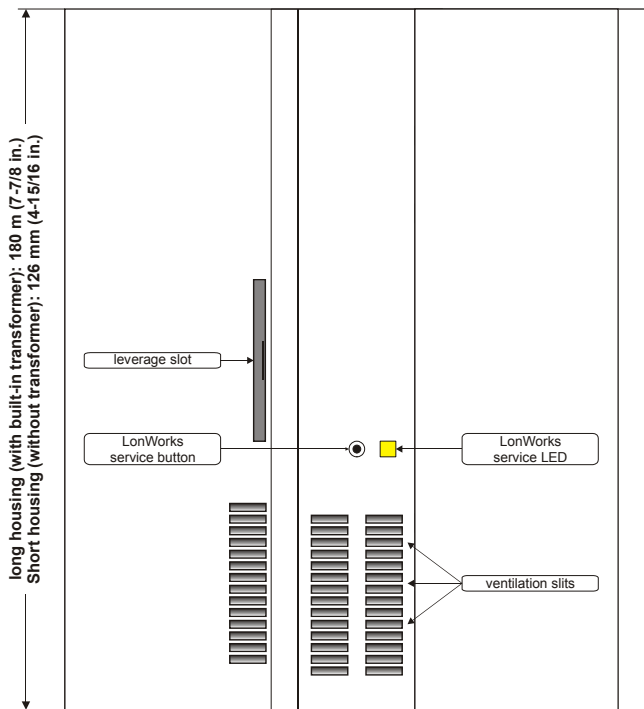 long housing (with built-in transformer): 180 m (7-7/8 in.)
Short housing (without transformer): 126 mm (4-15/16 in.)
leverage slot
LonWorks
service button
LonWorks
service LED
ventilation slits